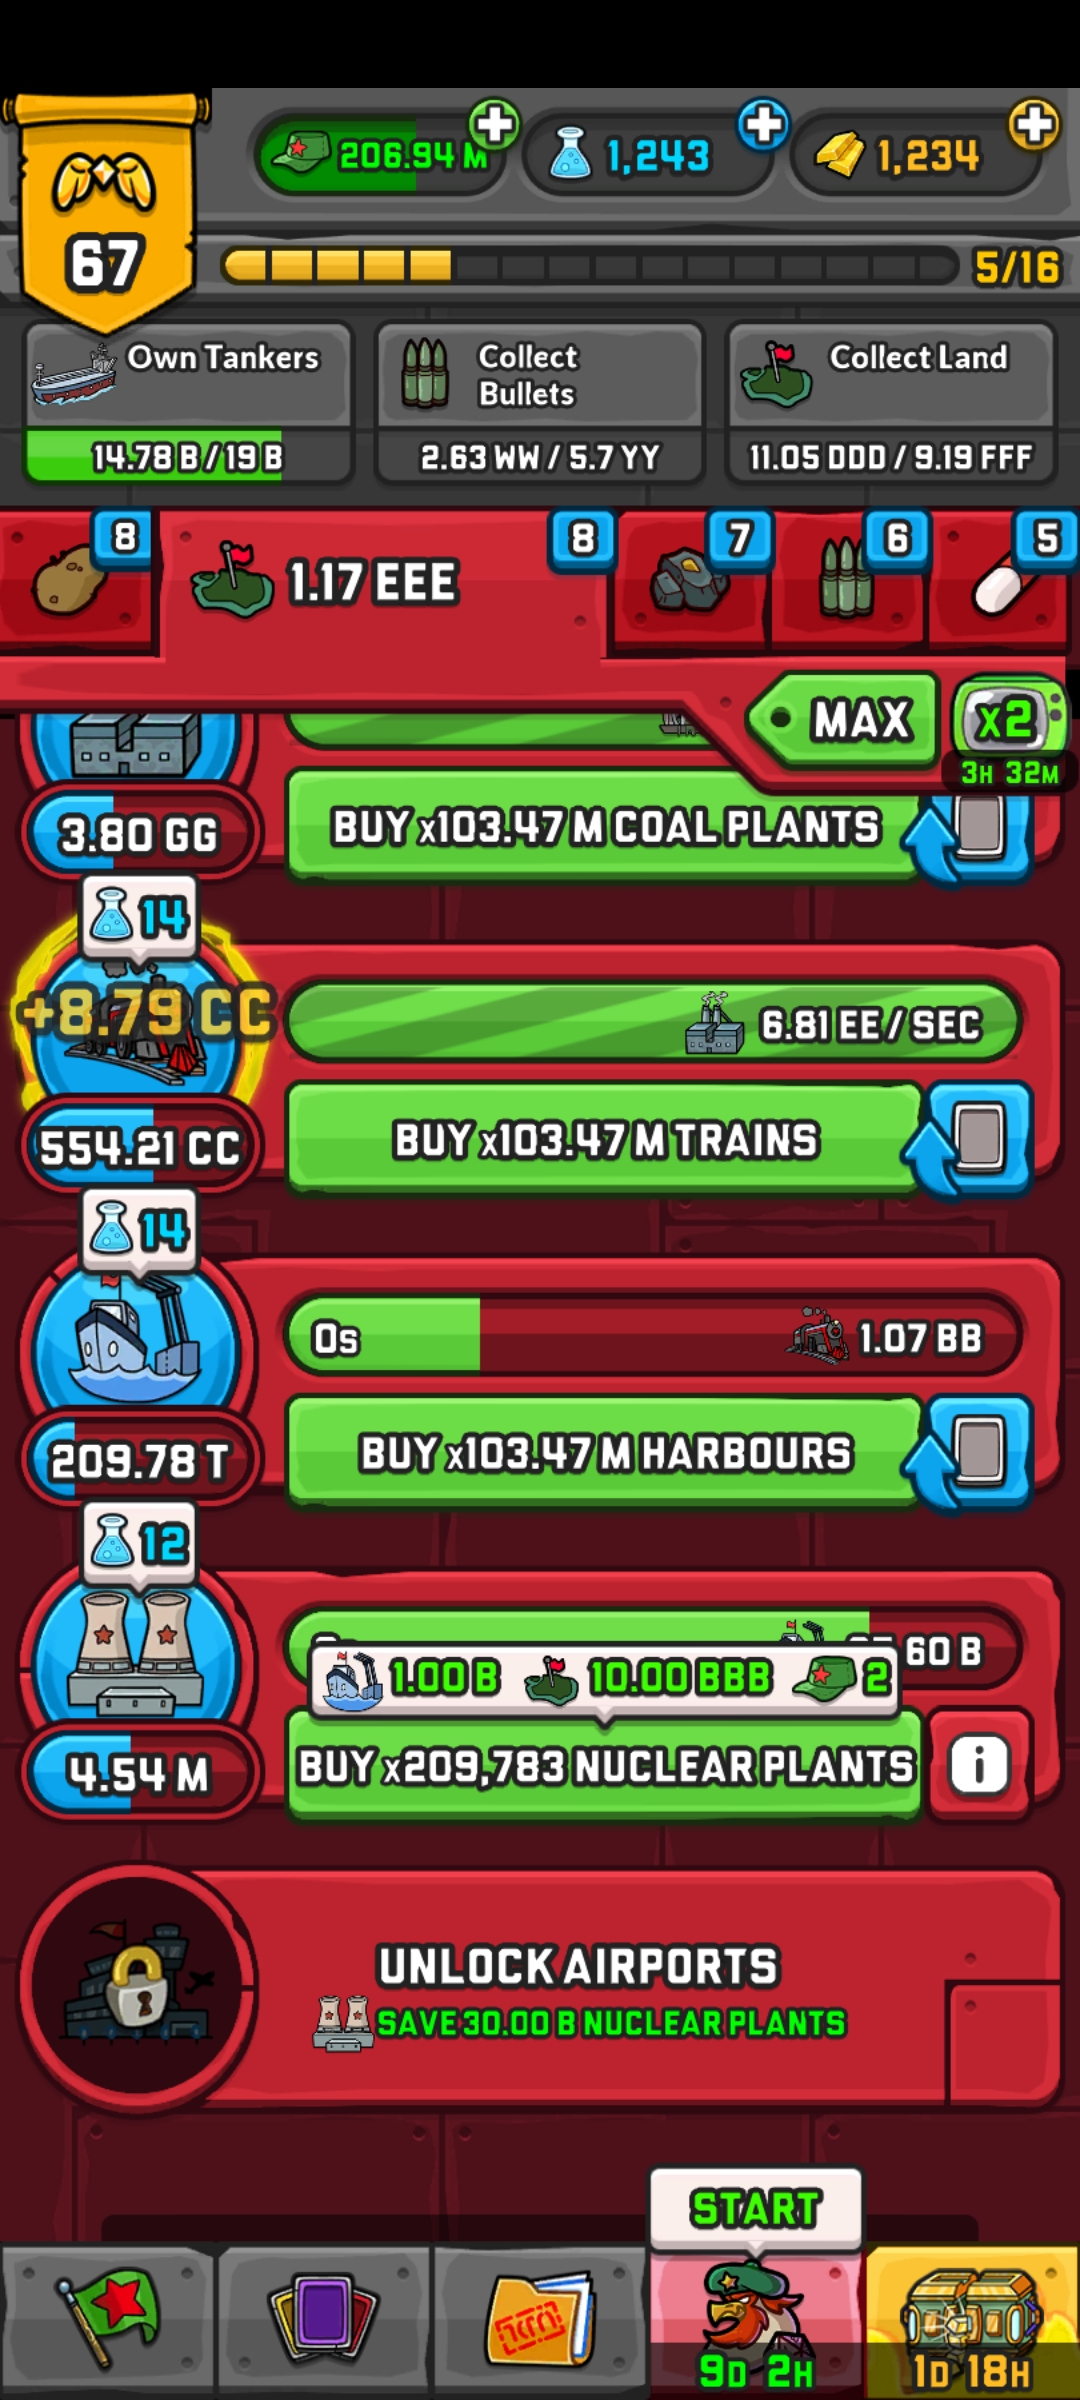 206.94 M
1,243
1,234
67
5/16
Own Tankers
14.78 B / 19 B
Collect
Bullets
2.63 WW / 5.7 YY
Collect Land
11.05 DDD / 9.19 FFF
8
1.17 EEE
8
7
6
5
MAX
x2
3H 32M
3.80 GG
BUY x103.47 M COAL PLANTS
14
+8.79 CC
6.81 EE / SEC
554.21 CC
BUY x103.47 M TRAINS
14
0s
1.07 BB
209.78 T
BUY x103.47 M HARBOURS
12
60 B
1.00 B
10.00 BBB
2
4.54 M
BUY x209,783 NUCLEAR PLANTS
i
UNLOCK AIRPORTS
SAVE 30.00 B NUCLEAR PLANTS
START
9D 2H
1D 18H